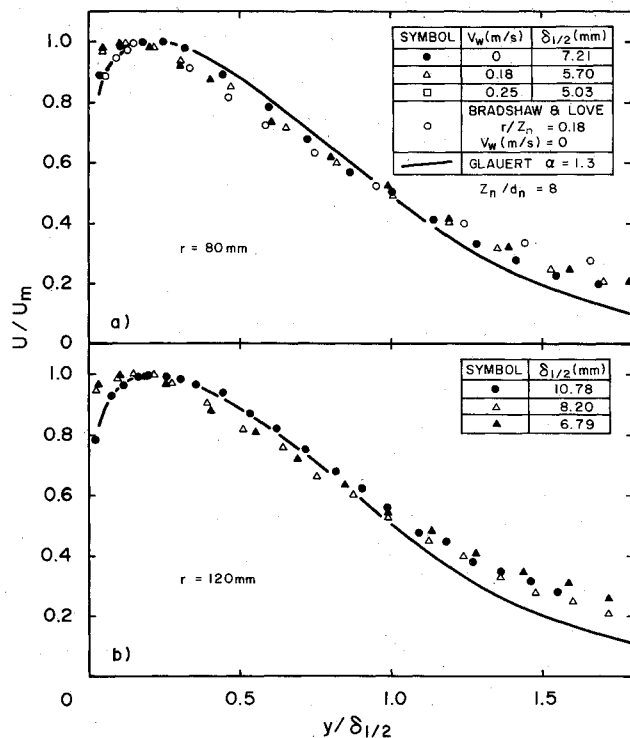 SYMBOL Vw(m/s) δ1/2(mm)
● 0 7.21
△ 0.18 5.70
□ 0.25 5.03
○ BRADSHAW & LOVE
r/Zn = 0.18
Vw(m/s) = 0
— GLAUERT α = 1.3
Zn/dn = 8
1.0
0.8
0.6
0.4
0.2
0
r = 80mm
a)
U/Um
SYMBOL δ1/2(mm)
● 10.78
△ 8.20
▲ 6.79
1.0
0.8
0.6
0.4
0.2
0
r = 120mm
b)
0.5 1.0 1.5
y/δ1/2